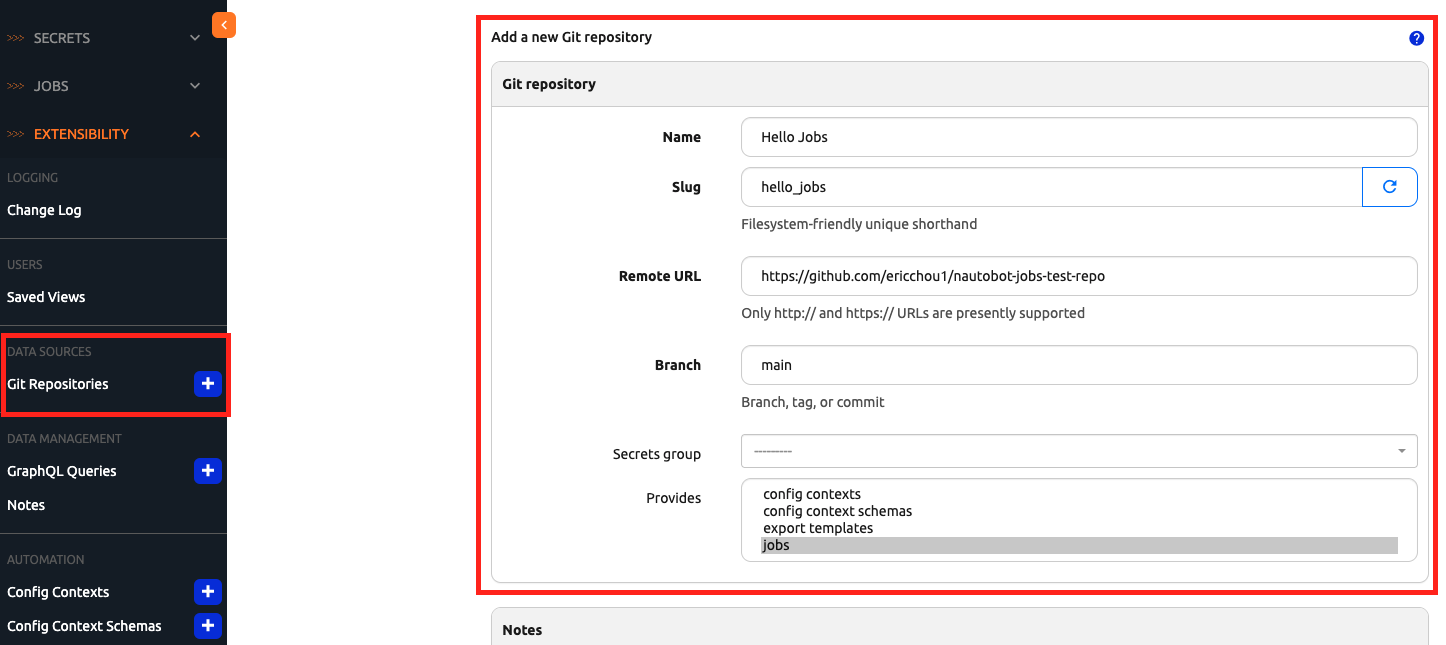 SECRETS
JOBS
EXTENSIBILITY
LOGGING
Change Log
USERS
Saved Views
DATA SOURCES
Git Repositories
DATA MANAGEMENT
GraphQL Queries
Notes
AUTOMATION
Config Contexts
Config Context Schemas
Add a new Git repository
Git repository
Name
Hello Jobs
Slug
hello_jobs
Filesystem-friendly unique shorthand
Remote URL
https://github.com/ericchou1/nautobot-jobs-test-repo
Only http:// and https:// URLs are presently supported
Branch
main
Branch, tag, or commit
Secrets group
---------
Provides
config contexts
config context schemas
export templates
jobs
Notes